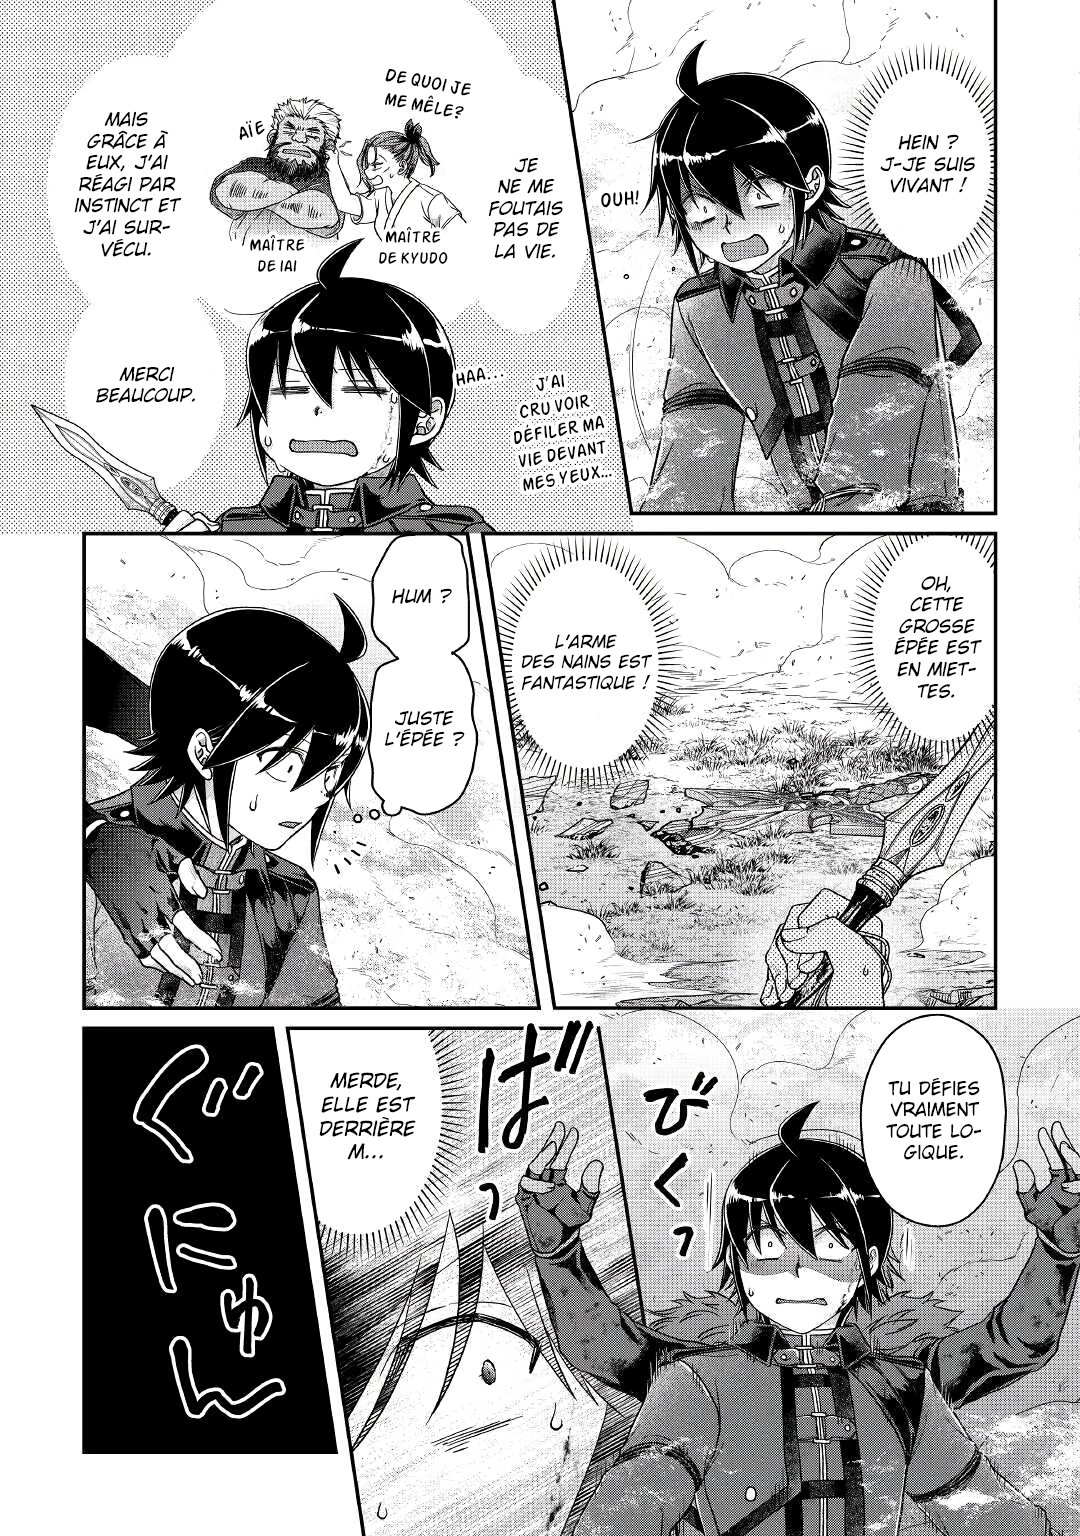 HEIN ?
J-JE SUIS
VIVANT !
OUH!
DE QUOI JE
ME MÊLE?
AÏE
JE
NE ME
FOUTAIS
PAS DE
LA VIE.
MAÎTRE
DE KYUDO
MAÎTRE
DE IAI
MAIS
GRÂCE À
EUX, J'AI
RÉAGI PAR
INSTINCT ET
J'AI SUR-
VÉCU.
MERCI
BEAUCOUP.
HAA...
J'AI
CRU VOIR
DÉFILER MA
VIE DEVANT
MES YEUX...
OH,
CETTE
GROSSE
ÉPÉE EST
EN MIET-
TES.
L'ARME
DES NAINS EST
FANTASTIQUE !
HUM ?
JUSTE
L'ÉPÉE ?
TU DÉFIES
VRAIMENT
TOUTE LO-
GIQUE.
びくっ
ばっ
MERDE,
ELLE EST
DERRIÈRE
M...
ぐにゅん